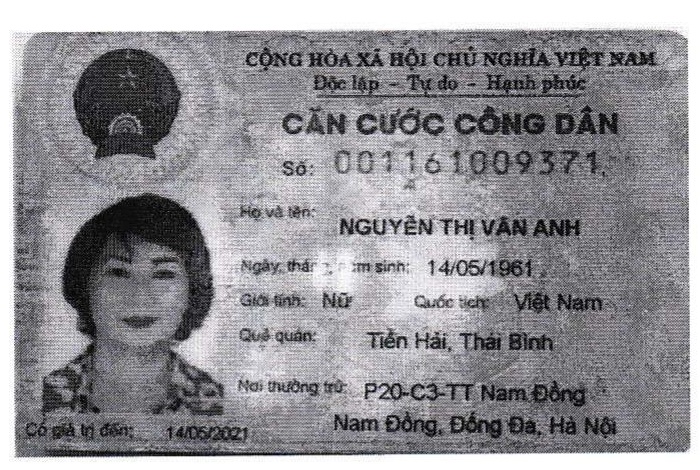 CỘNG HÒA XÃ HỘI CHỦ NGHĨA VIỆT NAM
Độc lập - Tự do - Hạnh phúc
CĂN CƯỚC CÔNG DÂN
Số: 001161009371
Họ và tên: NGUYỄN THỊ VÂN ANH
Ngày, tháng, năm sinh: 14/05/1961
Giới tính: Nữ Quốc tịch: Việt Nam
Quê quán: Tiền Hải, Thái Bình
Nơi thường trú: P20-C3-TT Nam Đồng
Nam Đồng, Đống Đa, Hà Nội
Có giá trị đến: 14/05/2021